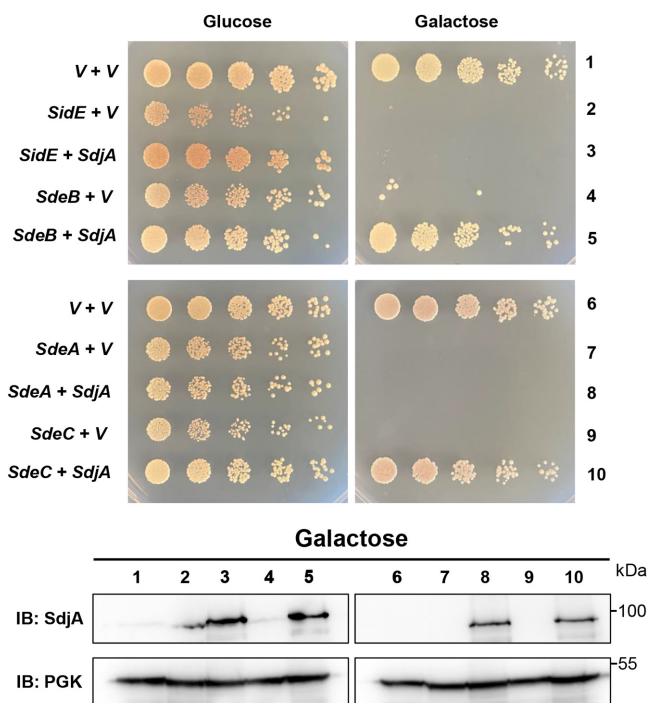 Glucose Galactose
V + V 1
SidE + V 2
SidE + SdjA 3
SdeB + V 4
SdeB + SdjA 5
V + V 6
SdeA + V 7
SdeA + SdjA 8
SdeC + V 9
SdeC + SdjA 10
Galactose
1 2 3 4 5 6 7 8 9 10 kDa
IB: SdjA 100
IB: PGK 55